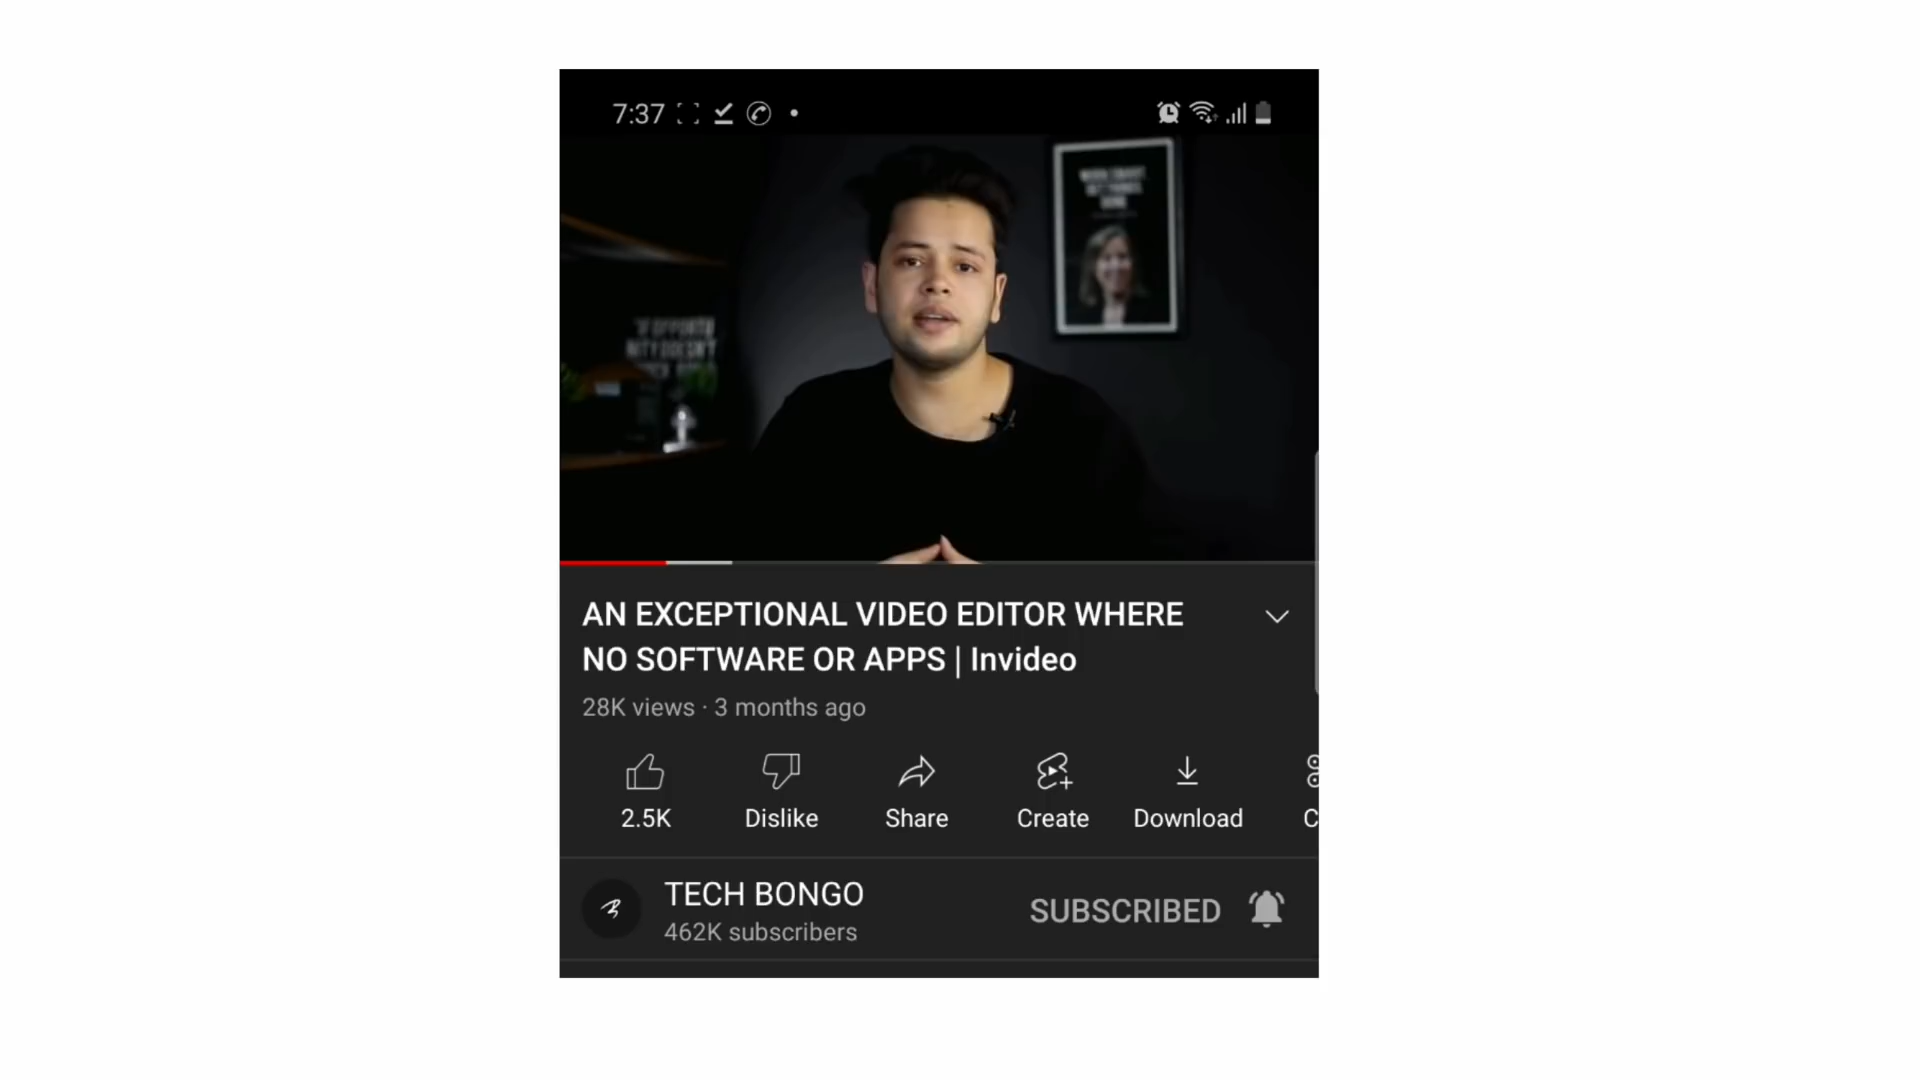 7:37
AN EXCEPTIONAL VIDEO EDITOR WHERE
NO SOFTWARE OR APPS | Invideo
28K views · 3 months ago
2.5K
Dislike
Share
Create
Download
C
TECH BONGO
462K subscribers
SUBSCRIBED